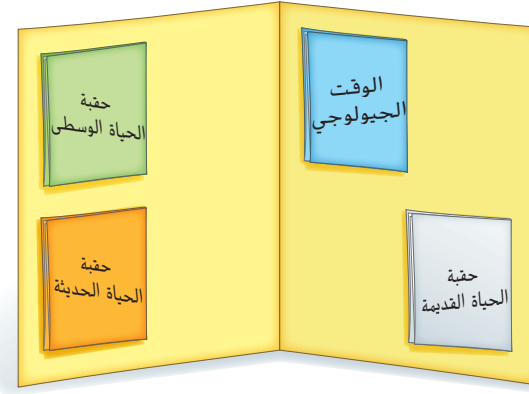 الوقت
الجيولوجي
حقبة
الحياة القديمة
حقبة
الحياة الوسطى
حقبة
الحياة الحديثة